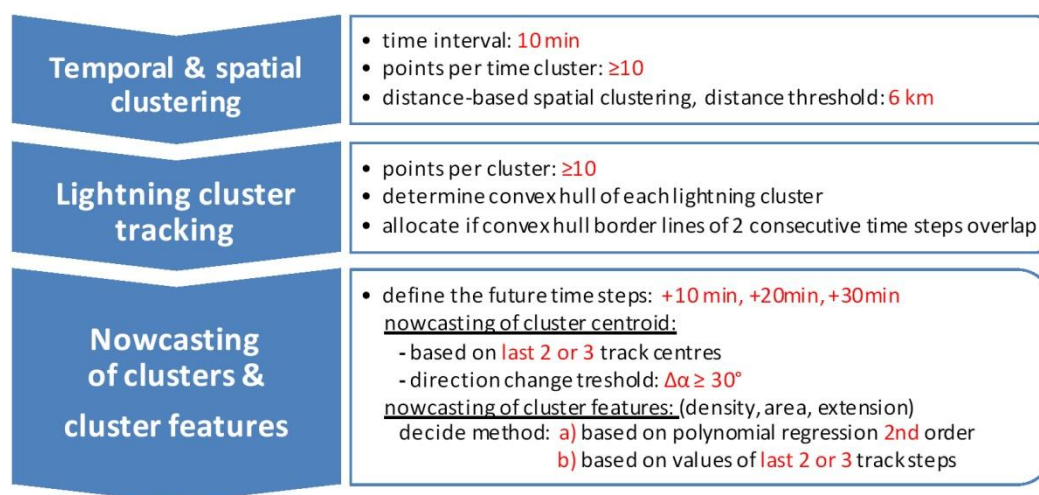 Temporal & spatial
clustering
• time interval: 10 min
• points per time cluster: ≥10
• distance-based spatial clustering, distance threshold: 6 km
Lightning cluster
tracking
• points per cluster: ≥10
• determine convex hull of each lightning cluster
• allocate if convex hull border lines of 2 consecutive time steps overlap
Nowcasting
of clusters &
cluster features
• define the future time steps: +10 min, +20min, +30min
nowcasting of cluster centroid:
- based on last 2 or 3 track centres
- direction change treshold: Δα ≥ 30°
nowcasting of cluster features: (density, area, extension)
decide method: a) based on polynomial regression 2nd order
b) based on values of last 2 or 3 track steps